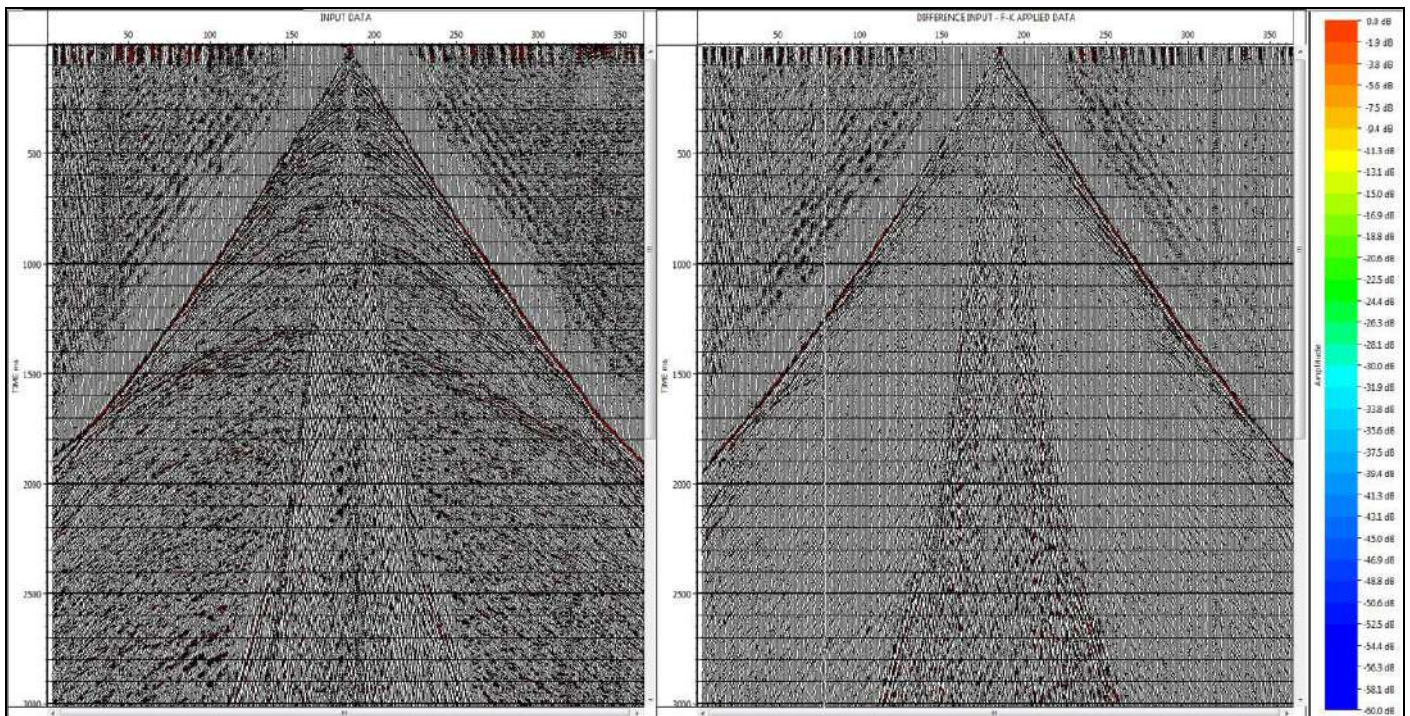 INPUT DATA
50 100 150 200 250 300 350
500
1000
1500
2000
2500
3000
TIME ms
DIFFERENCE INPUT - F-K APPLIED DATA
50 100 150 200 250 300 350
500
1000
1500
2000
2500
3000
TIME ms
Amplitude
0.0 dB
-1.9 dB
-3.8 dB
-5.6 dB
-7.5 dB
-9.4 dB
-11.3 dB
-13.1 dB
-15.0 dB
-16.9 dB
-18.8 dB
-20.6 dB
-22.5 dB
-24.4 dB
-26.3 dB
-28.1 dB
-30.0 dB
-31.9 dB
-33.8 dB
-35.6 dB
-37.5 dB
-39.4 dB
-41.3 dB
-43.1 dB
-45.0 dB
-46.9 dB
-48.8 dB
-50.6 dB
-52.5 dB
-54.4 dB
-56.3 dB
-58.1 dB
-60.0 dB